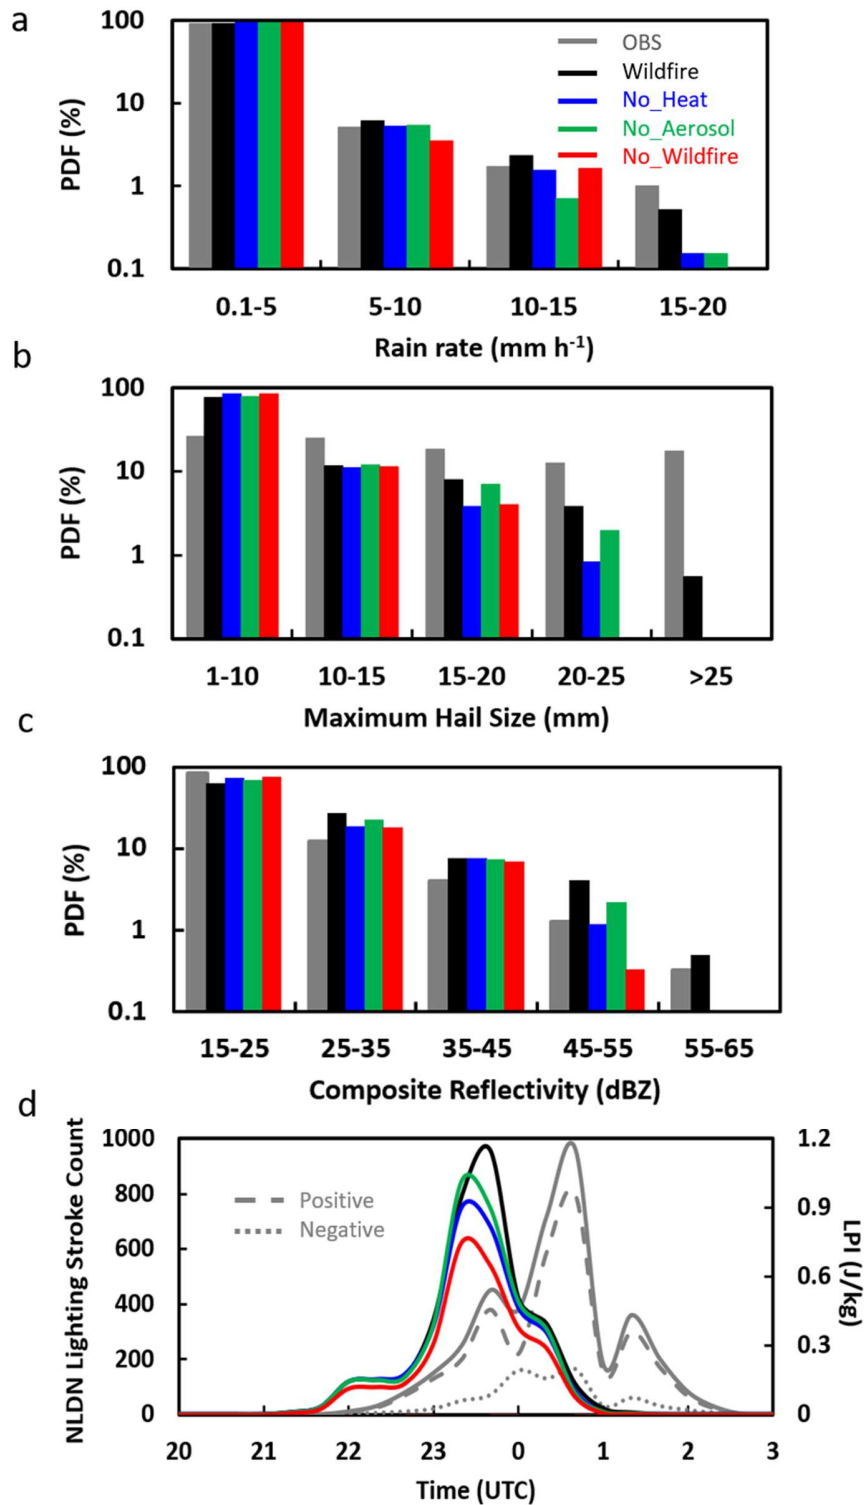 a
100
10
1
0.1
PDF (%)
OBS
Wildfire
No_Heat
No_Aerosol
No_Wildfire
0.1-5 5-10 10-15 15-20
Rain rate (mm h-1)
b
100
10
1
0.1
PDF (%)
1-10 10-15 15-20 20-25 >25
Maximum Hail Size (mm)
c
100
10
1
0.1
PDF (%)
15-25 25-35 35-45 45-55 55-65
Composite Reflectivity (dBZ)
d
NLDN Lighting Stroke Count
1000
800
600
400
200
0
Positive
Negative
1.2
0.9
0.6
0.3
0
LPI (J/kg)
20 21 22 23 0 1 2 3
Time (UTC)